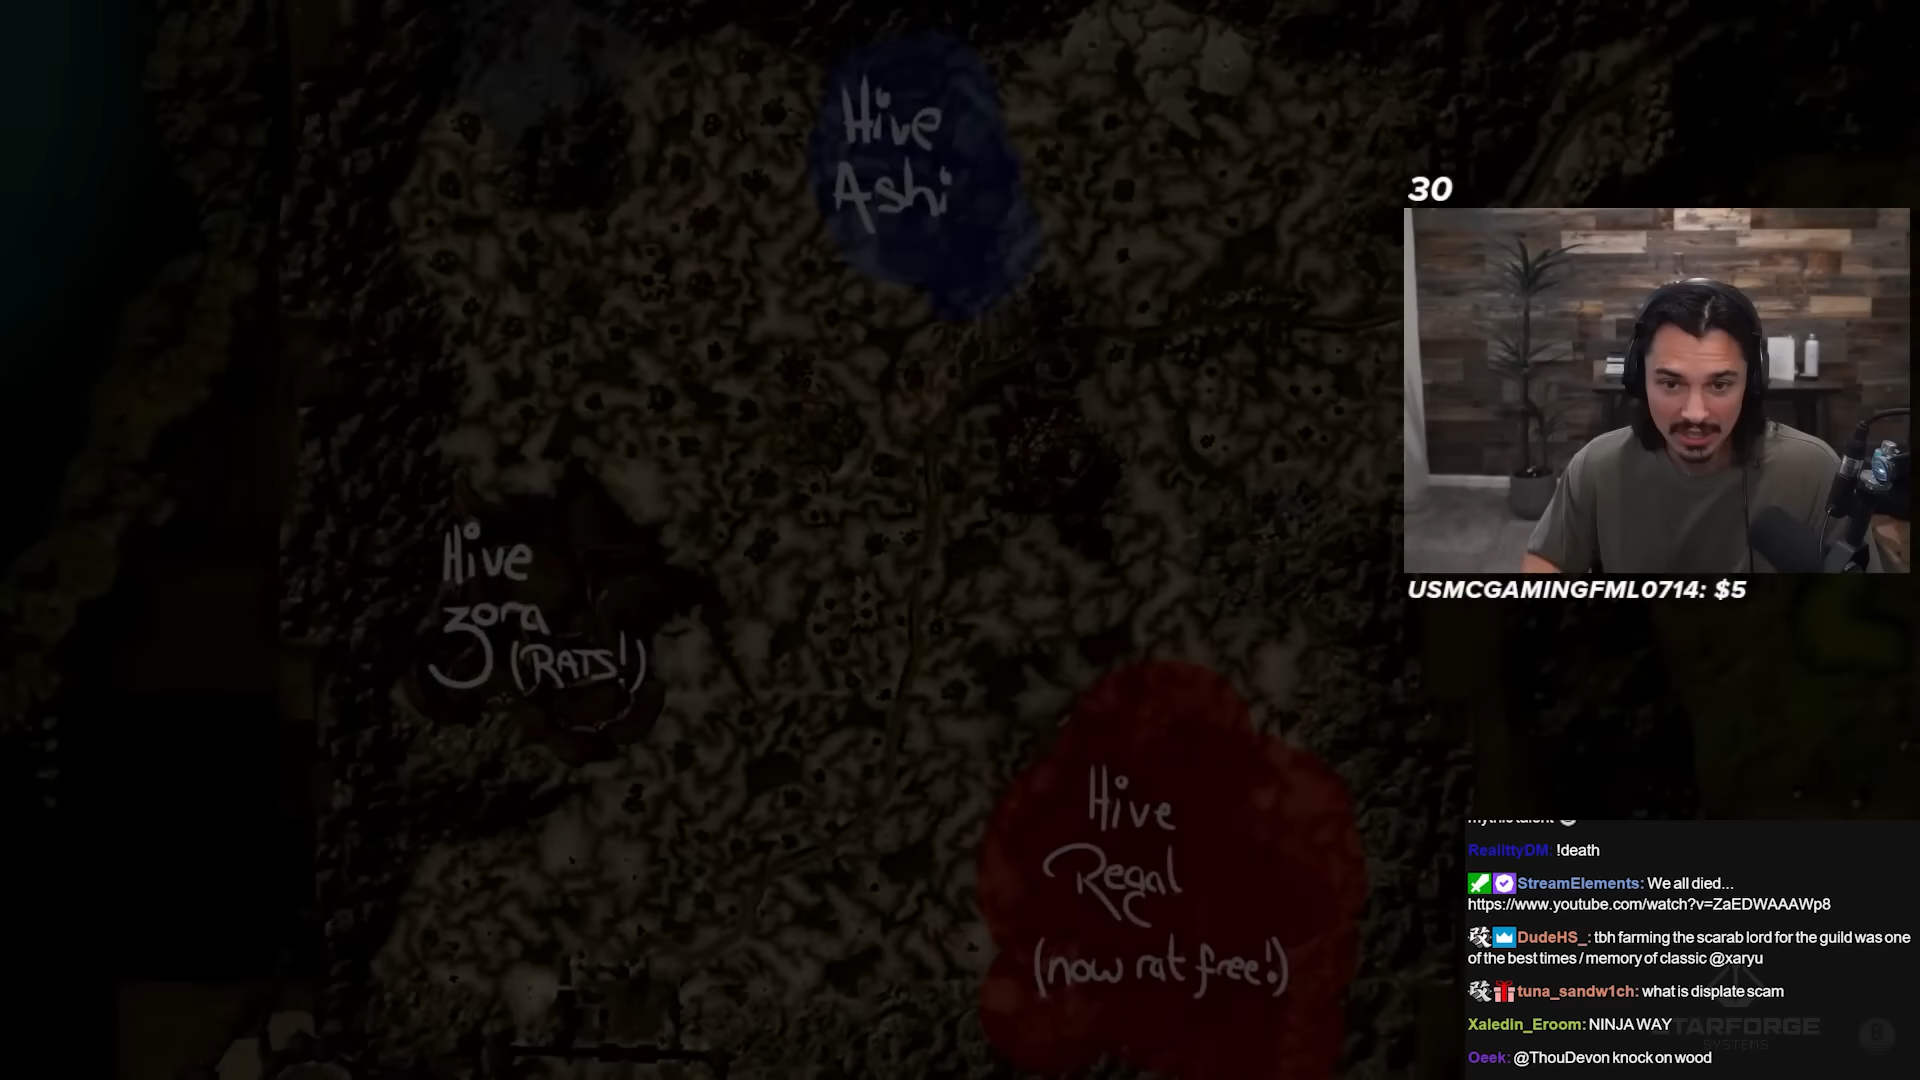 Hive
Ashi
30
Hive
Zora
(RATS!)
USMCGAMINGFML0714: $5
Hive
Regal
(now rat free!)
RealittyDM: !death
StreamElements: We all died...
https://www.youtube.com/watch?v=ZaEDWAAAWp8
DudeHS_: tbh farming the scarab lord for the guild was one
of the best times / memory of classic @xaryu
tuna_sandw1ch: what is displate scam
Xaledin_Eroom: NINJA WAY
STARFORGE
SYSTEMS
Oeek: @ThouDevon knock on wood